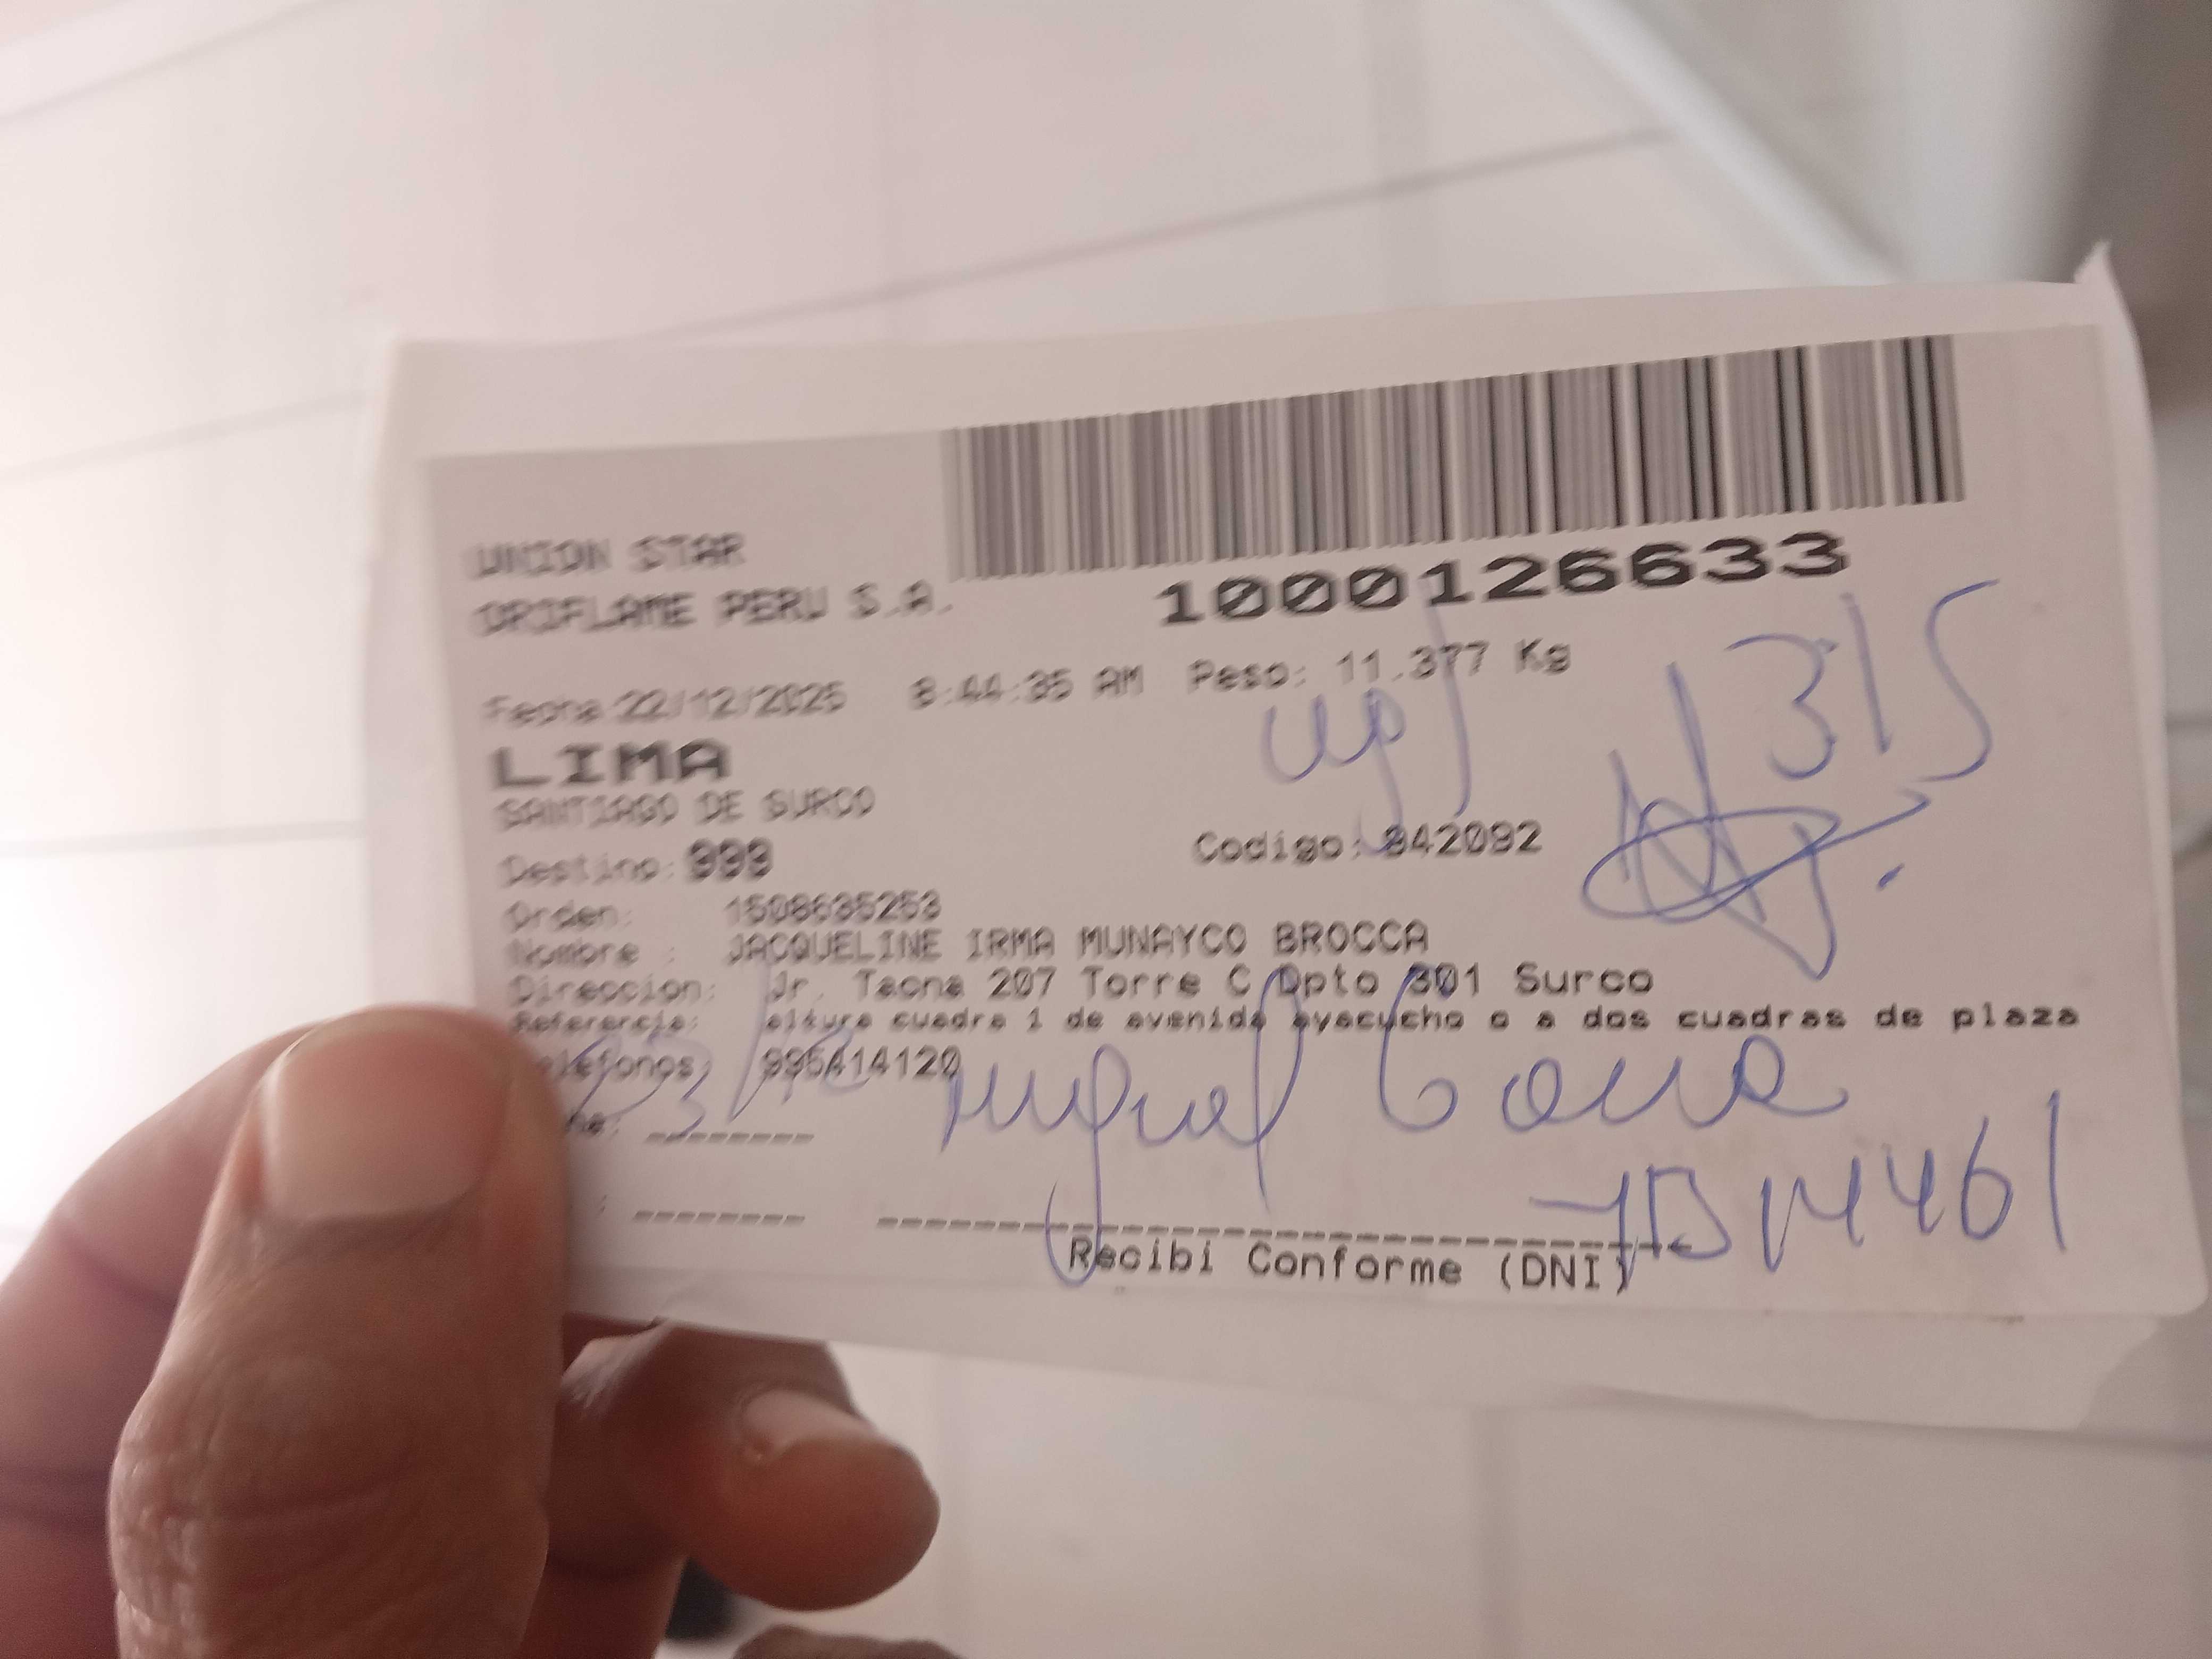 UNION STAR
ORIFLAME PERU S.A.
1000126633
Fecha:22/12/2025 8:44:35 AM Peso: 11.377 Kg
315
LIMA
SANTIAGO DE SURCO
Destino: 999 Codigo: 842092
Orden: 1508635253
Nombre : JACQUELINE IRMA MUNAYCO BROCCA
Direccion: Jr. Tacna 207 Torre C Dpto 301 Surco
Referencia: altura cuadra 1 de avenida ayacucho o a dos cuadras de plaza
995414120
Miguel
Recibi Conforme (DNI)